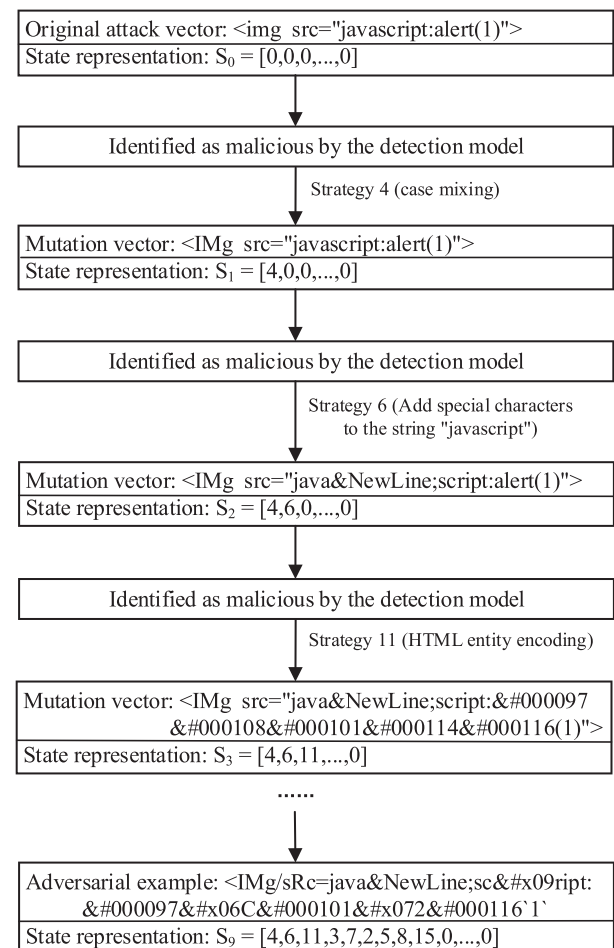 Original attack vector: <img src="javascript:alert(1)">
State representation: S₀ = [0,0,0,...,0]
Identified as malicious by the detection model
Strategy 4 (case mixing)
Mutation vector: <IMg src="javascript:alert(1)">
State representation: S₁ = [4,0,0,...,0]
Identified as malicious by the detection model
Strategy 6 (Add special characters
to the string "javascript")
Mutation vector: <IMg src="java&NewLine;script:alert(1)">
State representation: S₂ = [4,6,0,...,0]
Identified as malicious by the detection model
Strategy 11 (HTML entity encoding)
Mutation vector: <IMg src="java&NewLine;script:&#000097
&#000108&#000101&#000114&#000116(1)">
State representation: S₃ = [4,6,11,...,0]
......
Adversarial example: <IMg/sRc=java&NewLine;sc&#x09ript:
&#000097&#x06C&#000101&#x072&#000116`1`
State representation: S₉ = [4,6,11,3,7,2,5,8,15,0,...,0]